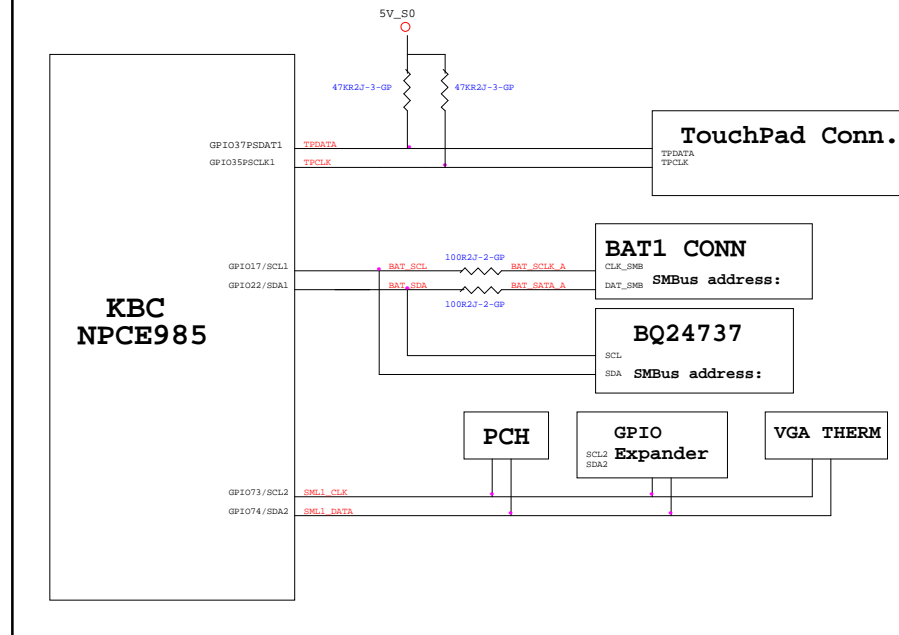 5V_S0
47KR2J-3-GP
47KR2J-3-GP
TouchPad Conn.
GPIO37PSDAT1
TPDATA
TPDATA
GPIO35PSCLK1
TPCLK
TPCLK
BAT1 CONN
100R2J-2-GP
GPIO17/SCL1
BAT_SCL
BAT_SCLK_A
CLK_SMB
SMBus address:
GPIO22/SDA1
BAT_SDA
BAT_SATA_A
DAT_SMB
100R2J-2-GP
KBC
NPCE985
BQ24737
SCL
SDA
SMBus address:
PCH
GPIO
Expander
SCL2
SDA2
VGA THERM
GPIO73/SCL2
SML1_CLK
GPIO74/SDA2
SML1_DATA